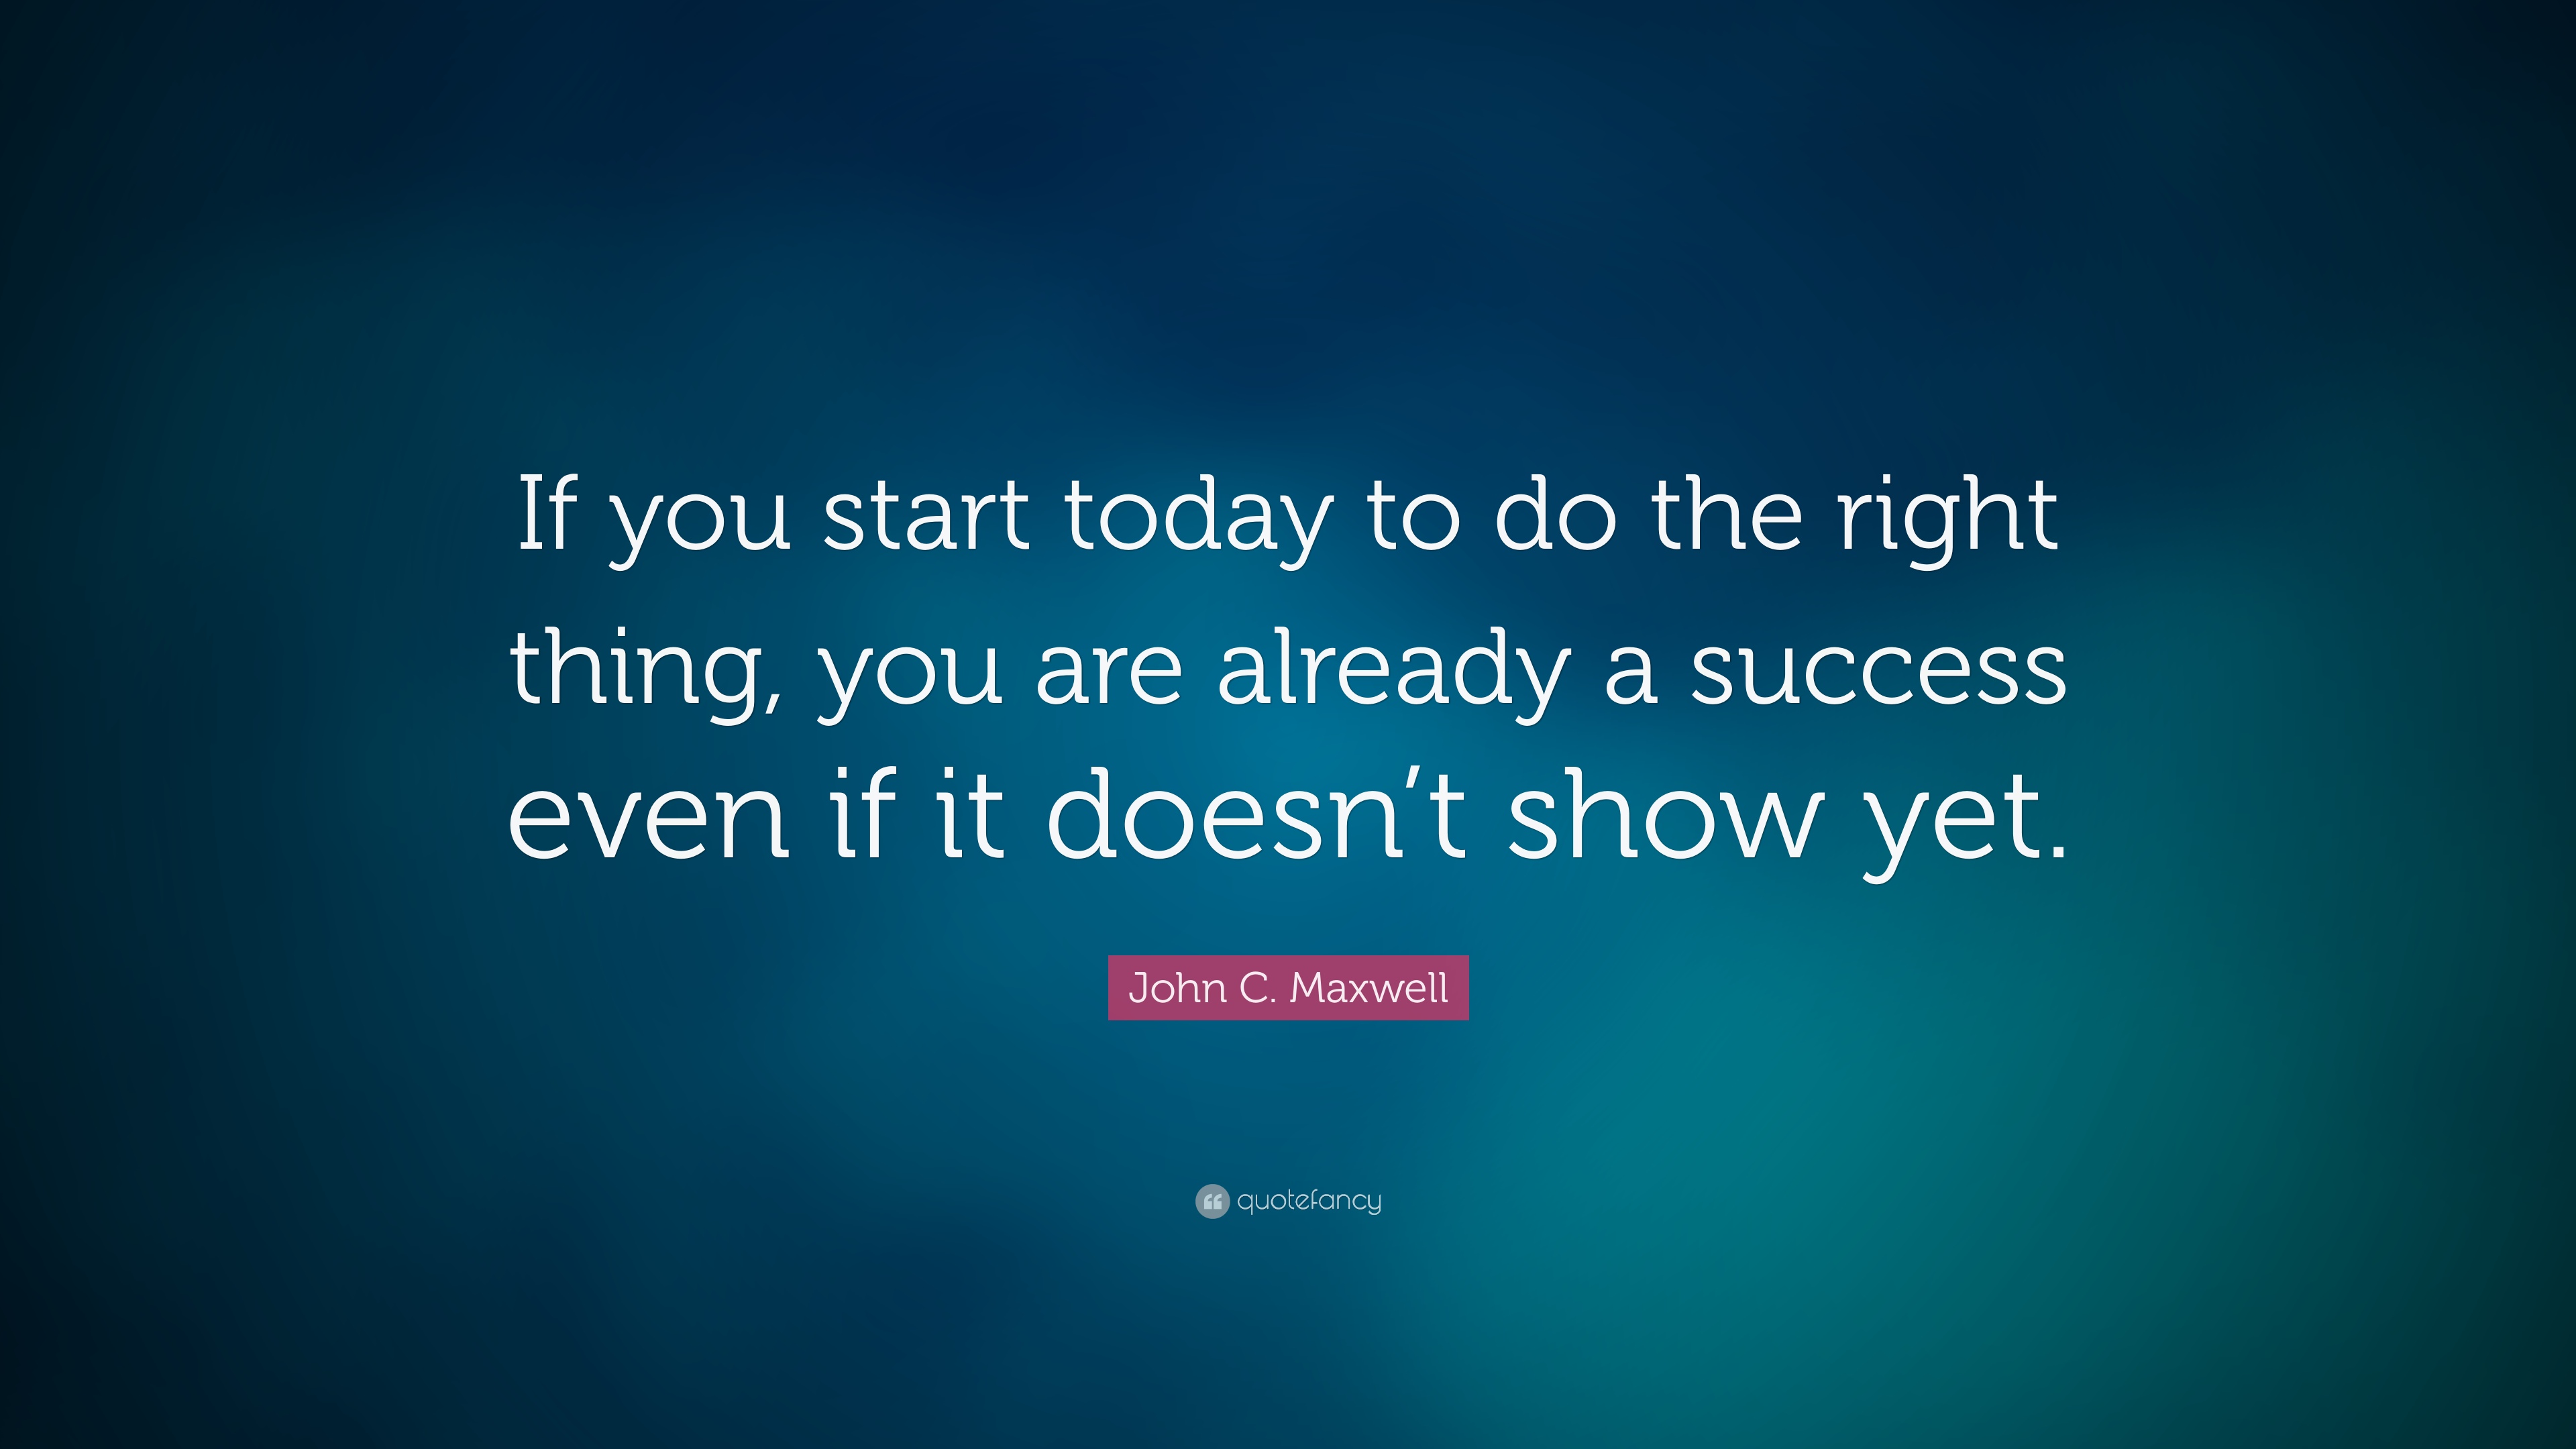 If you start today to do the right
thing, you are already a success
even if it doesn’t show yet.
John C. Maxwell
❝ quotefancy